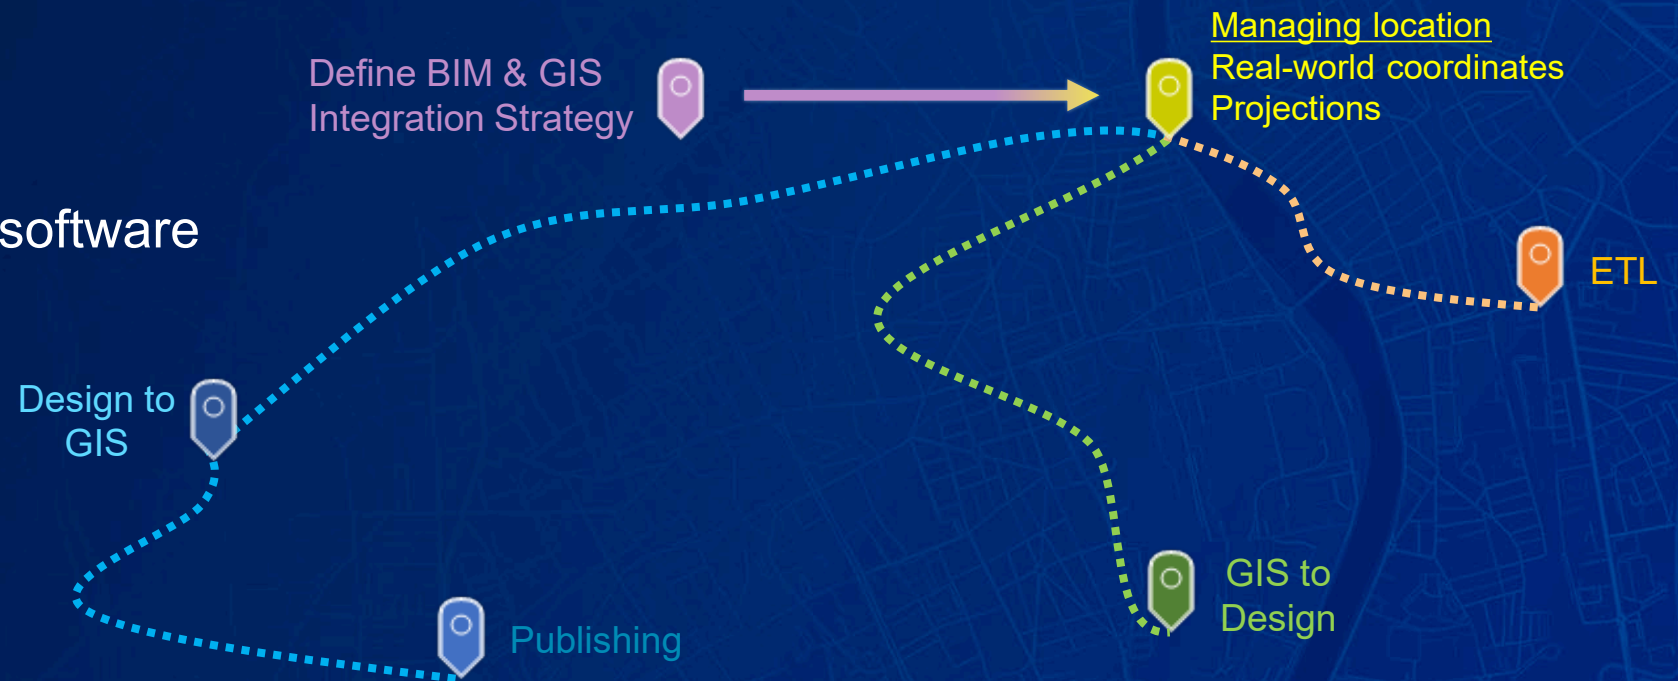 Managing location
Define BIM & GIS
Integration Strategy
Real-world coordinates
Projections
software
ETL
Design to
GIS
GIS to
Design
Publishing